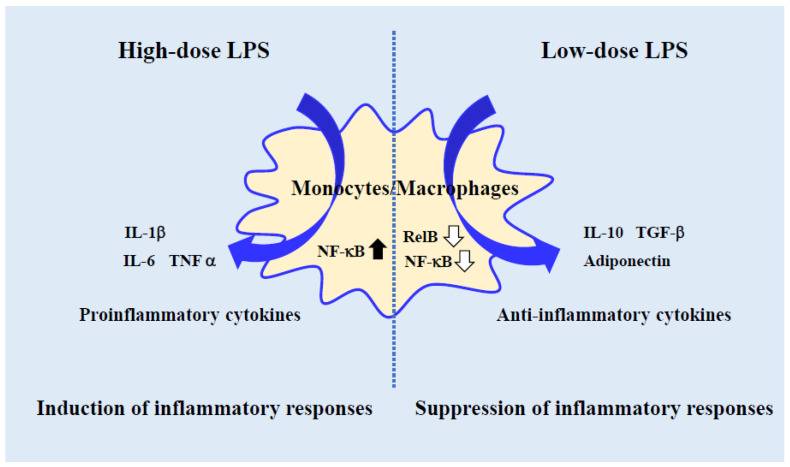 High-dose LPS
Low-dose LPS
Monocytes/Macrophages
IL-1β
IL-6 TNF α
NF-κB
RelB
NF-κB
IL-10 TGF-β
Adiponectin
Proinflammatory cytokines
Anti-inflammatory cytokines
Induction of inflammatory responses
Suppression of inflammatory responses